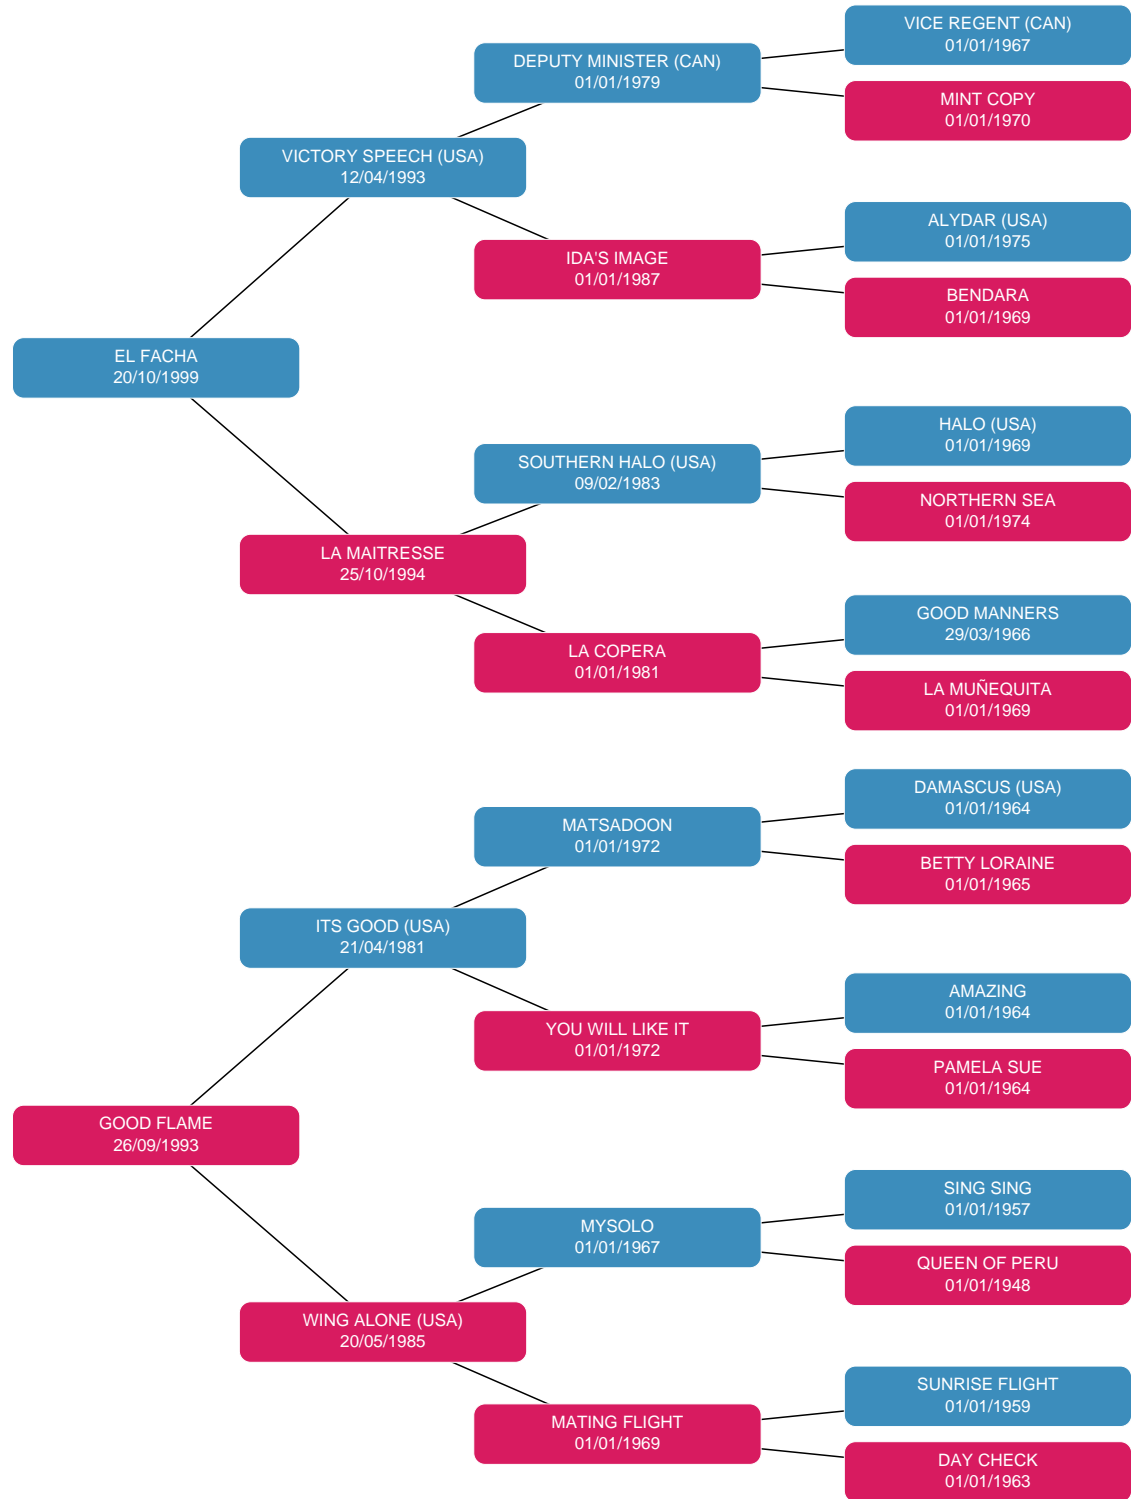 VICE REGENT (CAN)
01/01/1967
DEPUTY MINISTER (CAN)
01/01/1979
MINT COPY
01/01/1970
VICTORY SPEECH (USA)
12/04/1993
ALYDAR (USA)
01/01/1975
IDA'S IMAGE
01/01/1987
BENDARA
01/01/1969
EL FACHA
20/10/1999
HALO (USA)
01/01/1969
SOUTHERN HALO (USA)
09/02/1983
NORTHERN SEA
01/01/1974
LA MAITRESSE
25/10/1994
GOOD MANNERS
29/03/1966
LA COPERA
01/01/1981
LA MUÑEQUITA
01/01/1969
DAMASCUS (USA)
01/01/1964
MATSADOON
01/01/1972
BETTY LORAINE
01/01/1965
ITS GOOD (USA)
21/04/1981
AMAZING
01/01/1964
YOU WILL LIKE IT
01/01/1972
PAMELA SUE
01/01/1964
GOOD FLAME
26/09/1993
SING SING
01/01/1957
MYSOLO
01/01/1967
QUEEN OF PERU
01/01/1948
WING ALONE (USA)
20/05/1985
SUNRISE FLIGHT
01/01/1959
MATING FLIGHT
01/01/1969
DAY CHECK
01/01/1963